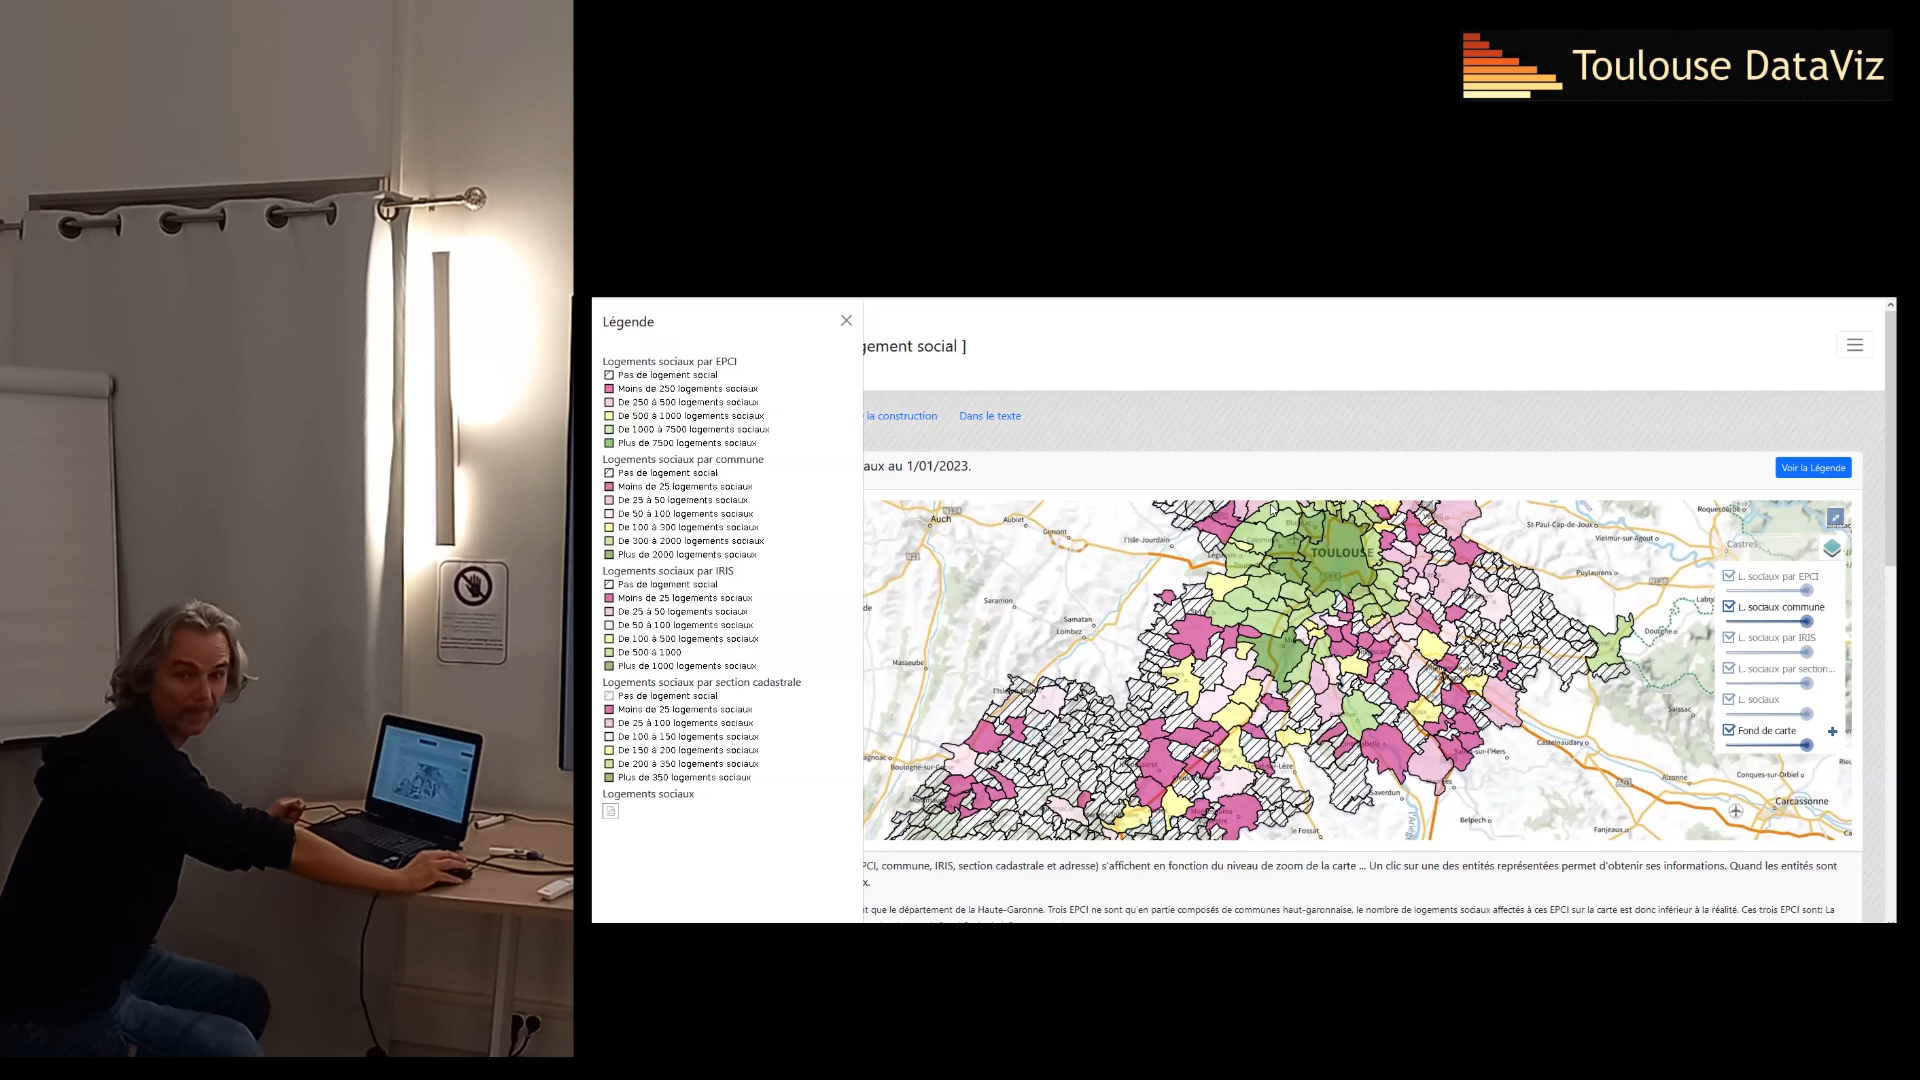 Toulouse DataViz
Légende
gement social ]
Logements sociaux par EPCI
Pas de logement social
Moins de 250 logements sociaux
De 250 à 500 logements sociaux
De 500 à 1000 logements sociaux
De 1000 à 7500 logements sociaux
Plus de 7500 logements sociaux
Logements sociaux par commune
Pas de logement social
Moins de 25 logements sociaux
De 25 à 50 logements sociaux
De 50 à 100 logements sociaux
De 100 à 300 logements sociaux
De 300 à 2000 logements sociaux
Plus de 2000 logements sociaux
Logements sociaux par IRIS
Pas de logement social
Moins de 25 logements sociaux
De 25 à 50 logements sociaux
De 50 à 100 logements sociaux
De 100 à 500 logements sociaux
De 500 à 1000
Plus de 1000 logements sociaux
Logements sociaux par section cadastrale
Pas de logement social
Moins de 25 logements sociaux
De 25 à 100 logements sociaux
De 100 à 150 logements sociaux
De 150 à 200 logements sociaux
De 200 à 350 logements sociaux
Plus de 350 logements sociaux
Logements sociaux
la construction
Dans le texte
aux au 1/01/2023.
Voir la Légende
Auch
Aubiet
Gimont
l'Isle-Jourdain
TOULOUSE
St-Paul-Cap-de-Joux
Vielmur-sur-Agout
Roquecourbe
Castres
Puylaurens
Saramon
Samatan
Lombez
Masseube
Dourgne
Saissac
Castelnaudary
Saverdun
Belpech
le Fossat
Fanjeaux
Alzonne
Conques-sur-Orbiel
Carcassonne
L. sociaux par EPCI
L. sociaux commune
L. sociaux par IRIS
L. sociaux par section...
L. sociaux
Fond de carte
PCI, commune, IRIS, section cadastrale et adresse) s'affichent en fonction du niveau de zoom de la carte ... Un clic sur une des entités représentées permet d'obtenir ses informations. Quand les entités sont
x.
t que le département de la Haute-Garonne. Trois EPCI ne sont qu'en partie composés de communes haut-garonnaise, le nombre de logements sociaux affectés à ces EPCI sur la carte est donc inférieur à la réalité. Ces trois EPCI sont: La